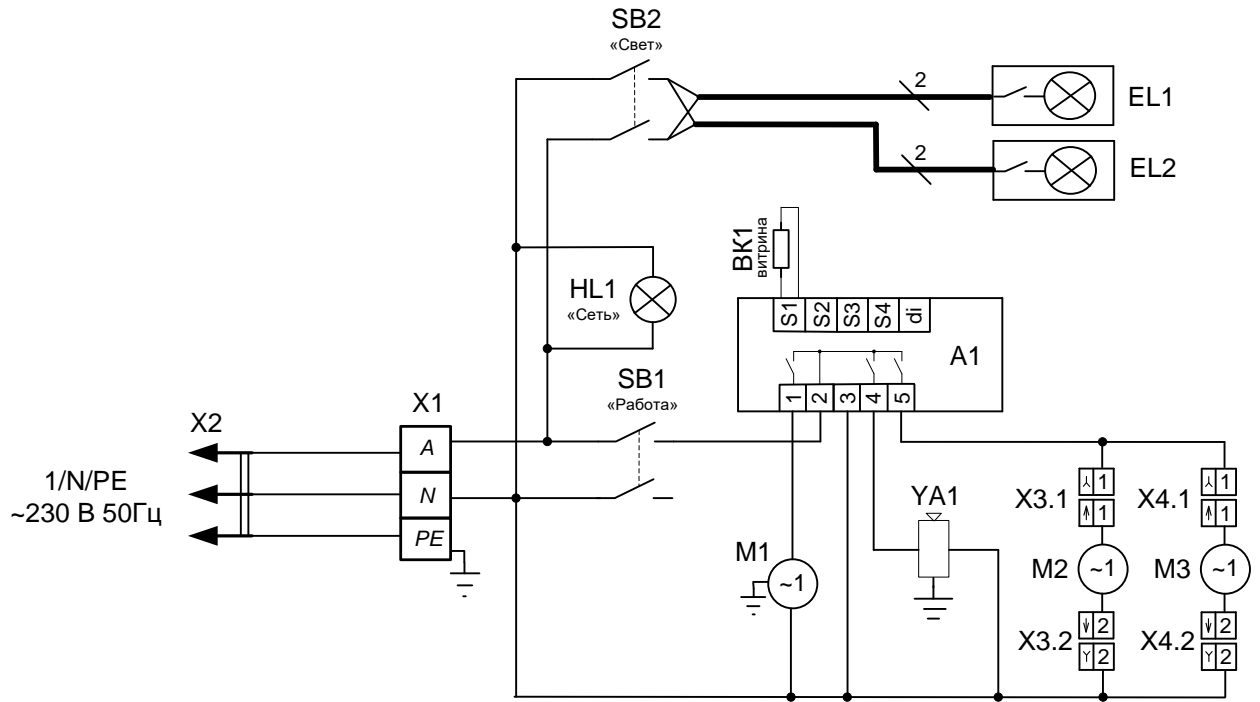 SB2
«Свет»
2
EL1
2
EL2
BK1
витрина
HL1
«Сеть»
S1
S2
S3
S4
di
A1
SB1
«Работа»
1
2
3
4
5
X2
X1
A
N
PE
1/N/PE
~230 В 50Гц
YA1
X3.1
1
1
X4.1
1
1
M1
~1
M2
~1
M3
~1
X3.2
2
2
X4.2
2
2